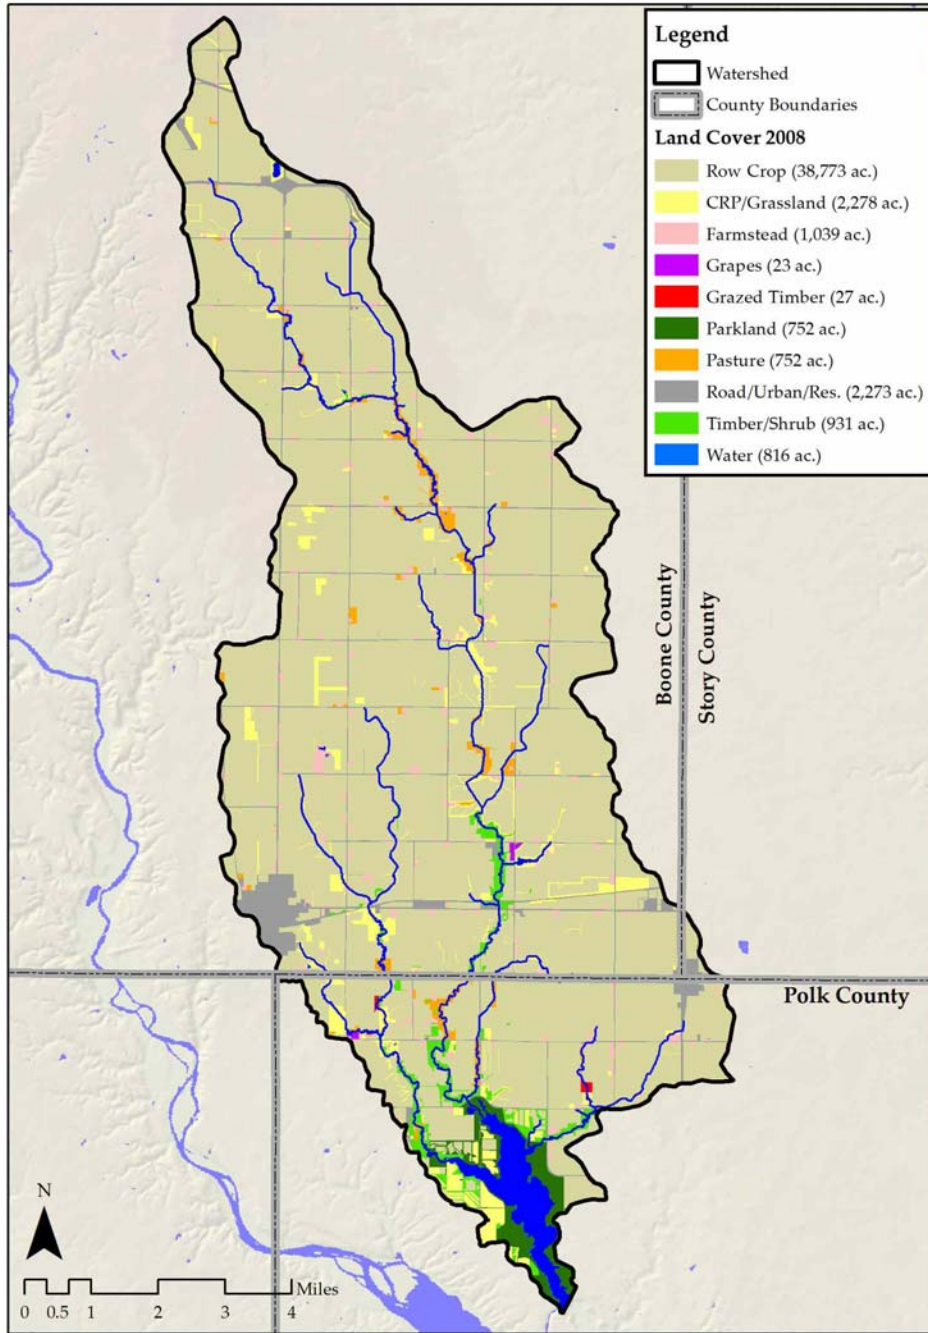 Legend
Watershed
County Boundaries
Land Cover 2008
Row Crop (38,773 ac.)
CRP/Grassland (2,278 ac.)
Farmstead (1,039 ac.)
Grapes (23 ac.)
Grazed Timber (27 ac.)
Parkland (752 ac.)
Pasture (752 ac.)
Road/Urban/Res. (2,273 ac.)
Timber/Shrub (931 ac.)
Water (816 ac.)
Boone County
Story County
Polk County
N
Miles
0 0.5 1 2 3 4